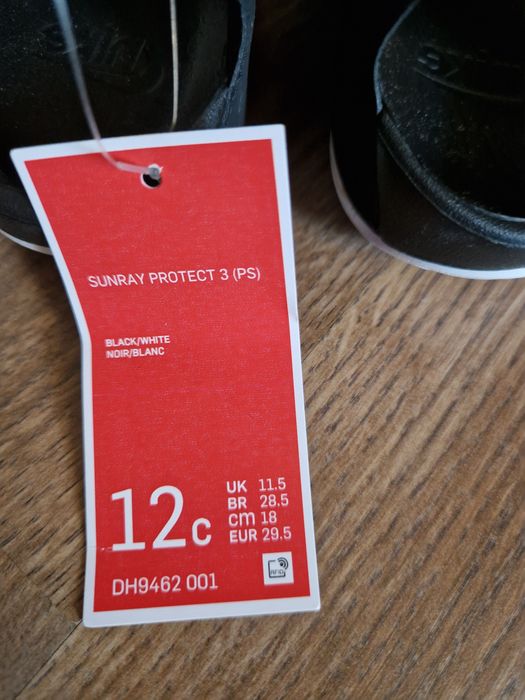 SUNRAY PROTECT 3 (PS)
BLACK/WHITE
NOIR/BLANC
12c
UK 11.5
BR 28.5
cm 18
EUR 29.5
DH9462 001
RFID